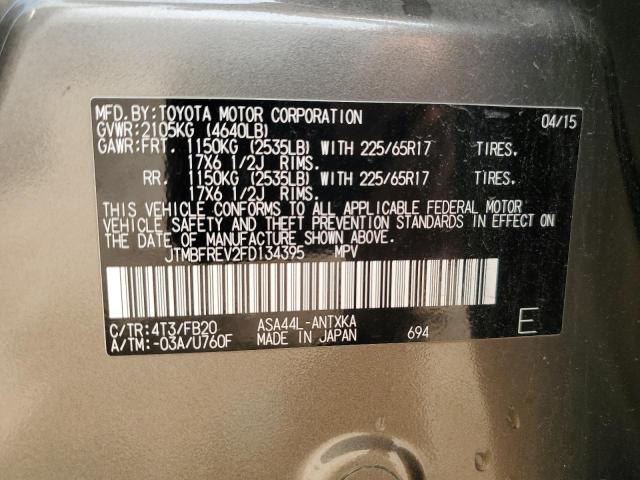 MFD. BY: TOYOTA MOTOR CORPORATION 04/15
GVWR: 2105KG (4640LB)
GAWR: FRT. 1150KG (2535LB) WITH 225/65R17 TIRES.
17X6 1/2J RIMS.
RR. 1150KG (2535LB) WITH 225/65R17 TIRES.
17X6 1/2J RIMS.
THIS VEHICLE CONFORMS TO ALL APPLICABLE FEDERAL MOTOR
VEHICLE SAFETY AND THEFT PREVENTION STANDARDS IN EFFECT ON
THE DATE OF MANUFACTURE SHOWN ABOVE.
JTMBFREV2FD134395 MPV
C/TR: 4T3/FB20 ASA44L-ANTXKA
A/TM: -03A/U760F MADE IN JAPAN 694 E